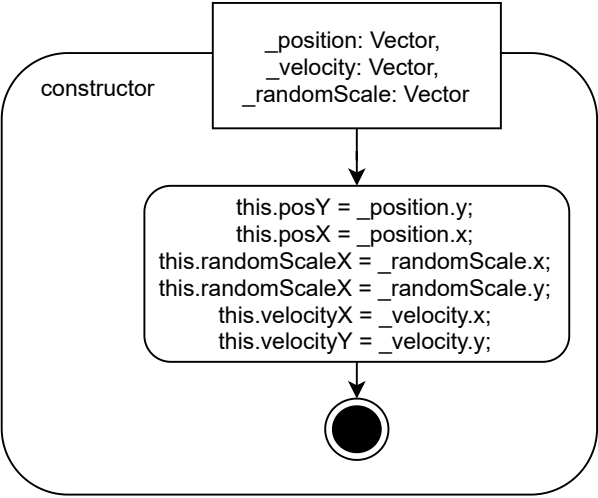 _position: Vector,
_velocity: Vector,
_randomScale: Vector
constructor
this.posY = _position.y;
this.posX = _position.x;
this.randomScaleX = _randomScale.x;
this.randomScaleX = _randomScale.y;
this.velocityX = _velocity.x;
this.velocityY = _velocity.y;